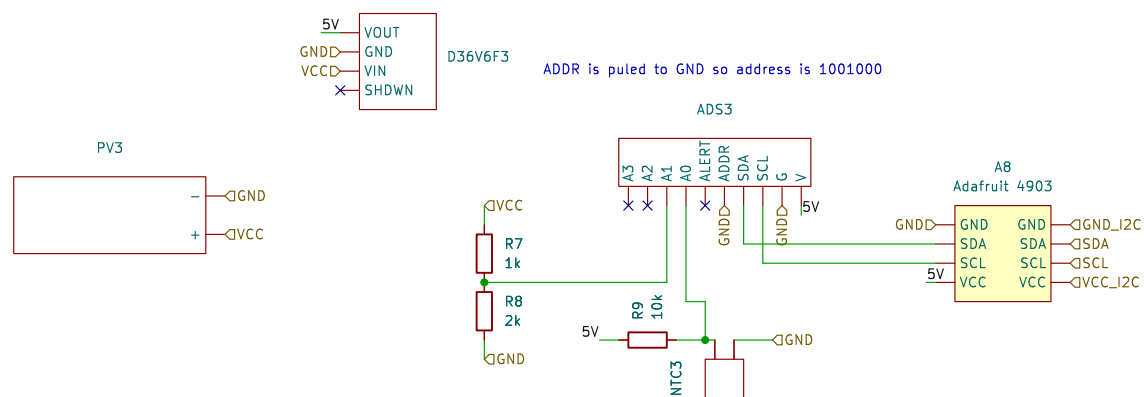 5V
VOUT
GND
GND
VCC
VIN
SHDWN
D36V6F3
ADDR is puled to GND so address is 1001000
ADS3
A3
A2
A1
A0
ALERT
ADDR
SDA
SCL
G
V
GND
GND
5V
PV3
-
GND
+
VCC
VCC
R7
1k
R8
2k
GND
A8
Adafruit 4903
GND
GND
GND
GND_I2C
SDA
SDA
SDA
SCL
SCL
SCL
5V
VCC
VCC
VCC_I2C
R9
10k
5V
GND
NTC3